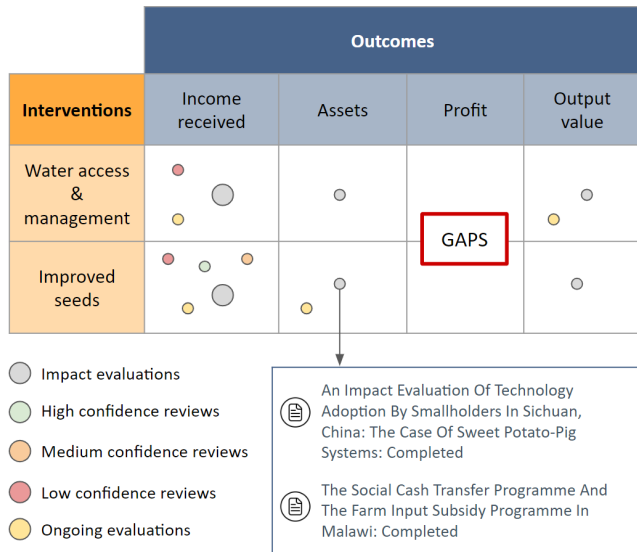 Outcomes
Interventions
Income
received
Assets
Profit
Output
value
Water access
&
management
GAPS
Improved
seeds
Impact evaluations
High confidence reviews
Medium confidence reviews
Low confidence reviews
Ongoing evaluations
An Impact Evaluation Of Technology
Adoption By Smallholders In Sichuan,
China: The Case Of Sweet Potato-Pig
Systems: Completed
The Social Cash Transfer Programme And
The Farm Input Subsidy Programme In
Malawi: Completed